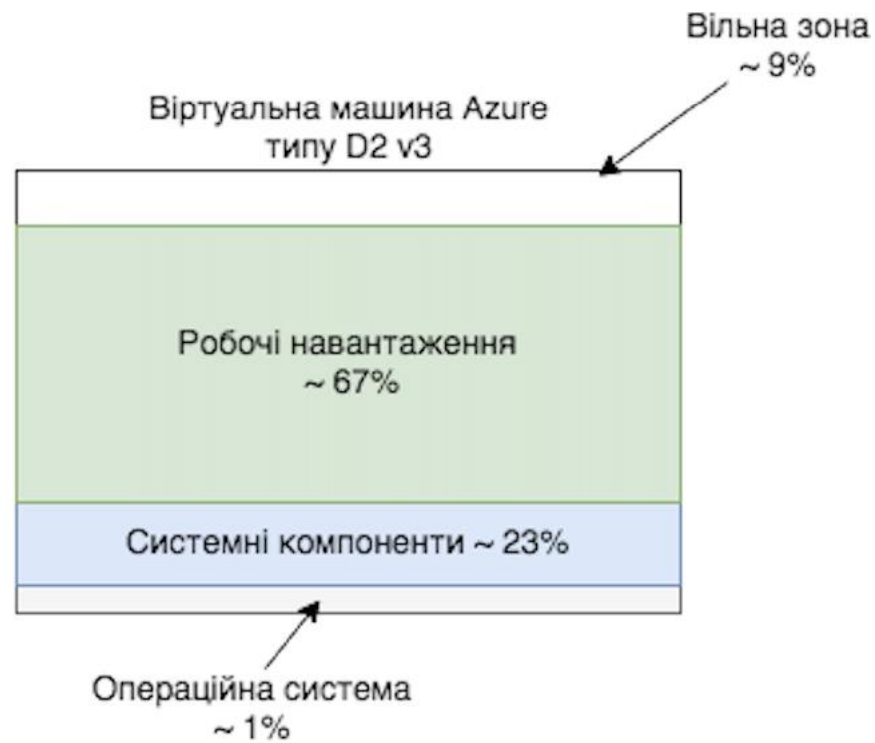 Вільна зона
~ 9%
Віртуальна машина Azure
типу D2 v3
Робочі навантаження
~ 67%
Системні компоненти ~ 23%
Операційна система
~ 1%